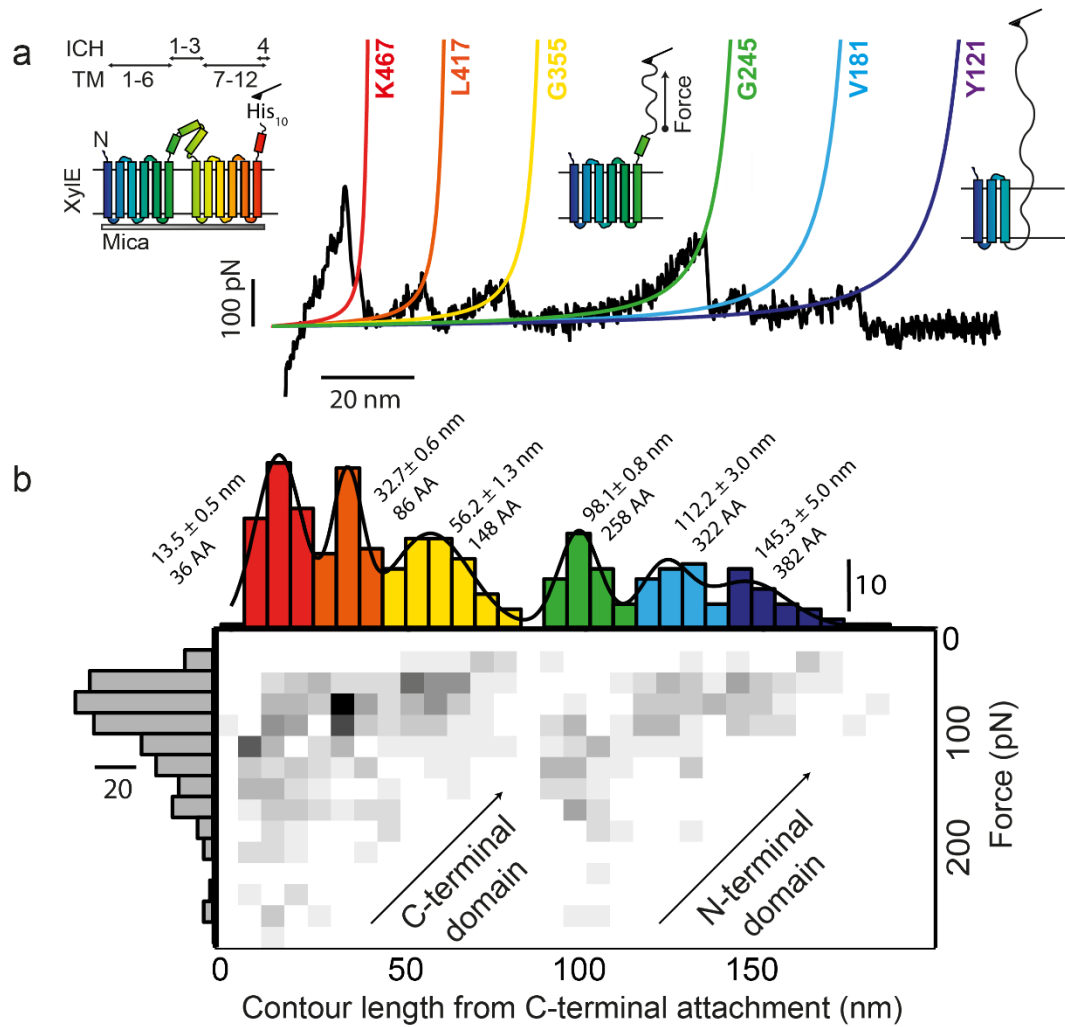 a
ICH 1-3 4
TM 1-6 7-12
His10
N
XylE
Mica
K467
L417
G355
G245
V181
Y121
Force
100 pN
20 nm
b
13.5 ± 0.5 nm
36 AA
32.7± 0.6 nm
86 AA
56.2 ± 1.3 nm
148 AA
98.1± 0.8 nm
258 AA
112.2 ± 3.0 nm
322 AA
145.3 ± 5.0 nm
382 AA
10
20
0
100
200
Force (pN)
C-terminal
domain
N-terminal
domain
0 50 100 150
Contour length from C-terminal attachment (nm)